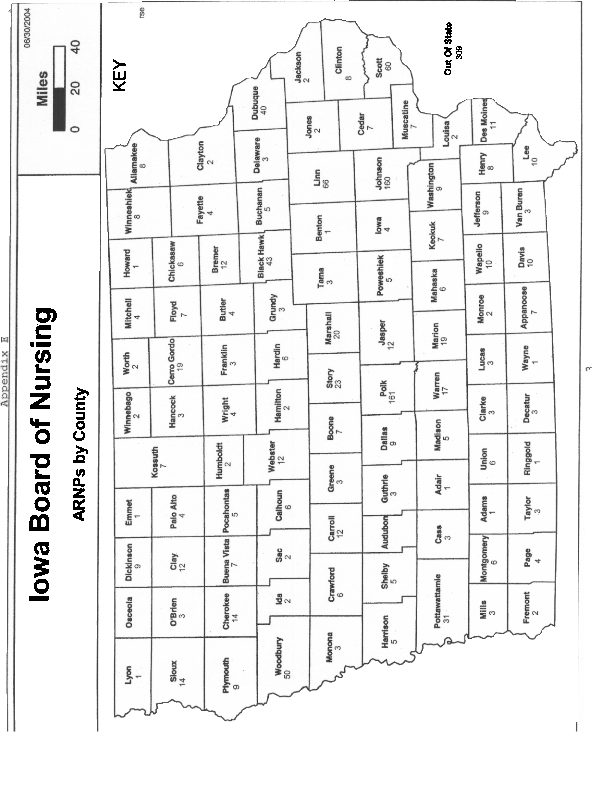 Appendix E
Iowa Board of Nursing
ARNPs by County
06/30/2004
Miles
0 20 40
KEY
Lyon
1
Osceola
Dickinson
9
Emmet
1
Winnebago
2
Worth
2
Mitchell
4
Howard
1
Winneshiek
8
Allamakee
8
Sioux
14
O'Brien
3
Clay
12
Palo Alto
4
Kossuth
7
Hancock
3
Cerro Gordo
19
Floyd
7
Chickasaw
6
Fayette
4
Clayton
2
Plymouth
9
Cherokee
14
Buena Vista
7
Pocahontas
5
Humboldt
2
Wright
4
Franklin
3
Butler
4
Bremer
12
Woodbury
50
Ida
2
Sac
2
Calhoun
6
Webster
12
Hamilton
2
Hardin
6
Grundy
3
Black Hawk
43
Buchanan
5
Delaware
3
Dubuque
40
Monona
3
Crawford
6
Carroll
12
Greene
3
Boone
7
Story
23
Marshall
20
Tama
3
Benton
1
Linn
66
Jones
2
Jackson
2
Clinton
8
Harrison
5
Shelby
5
Audubon
Guthrie
3
Dallas
9
Polk
161
Jasper
12
Poweshiek
5
Iowa
4
Johnson
160
Cedar
7
Scott
60
Muscatine
7
Pottawattamie
31
Cass
3
Adair
1
Madison
5
Warren
17
Marion
19
Mahaska
6
Keokuk
7
Washington
9
Louisa
2
Out Of State
309
Mills
3
Montgomery
6
Adams
1
Union
6
Clarke
3
Lucas
3
Monroe
2
Wapello
10
Jefferson
9
Henry
8
Des Moines
11
Fremont
2
Page
4
Taylor
3
Ringgold
1
Decatur
3
Wayne
1
Appanoose
7
Davis
10
Van Buren
3
Lee
10